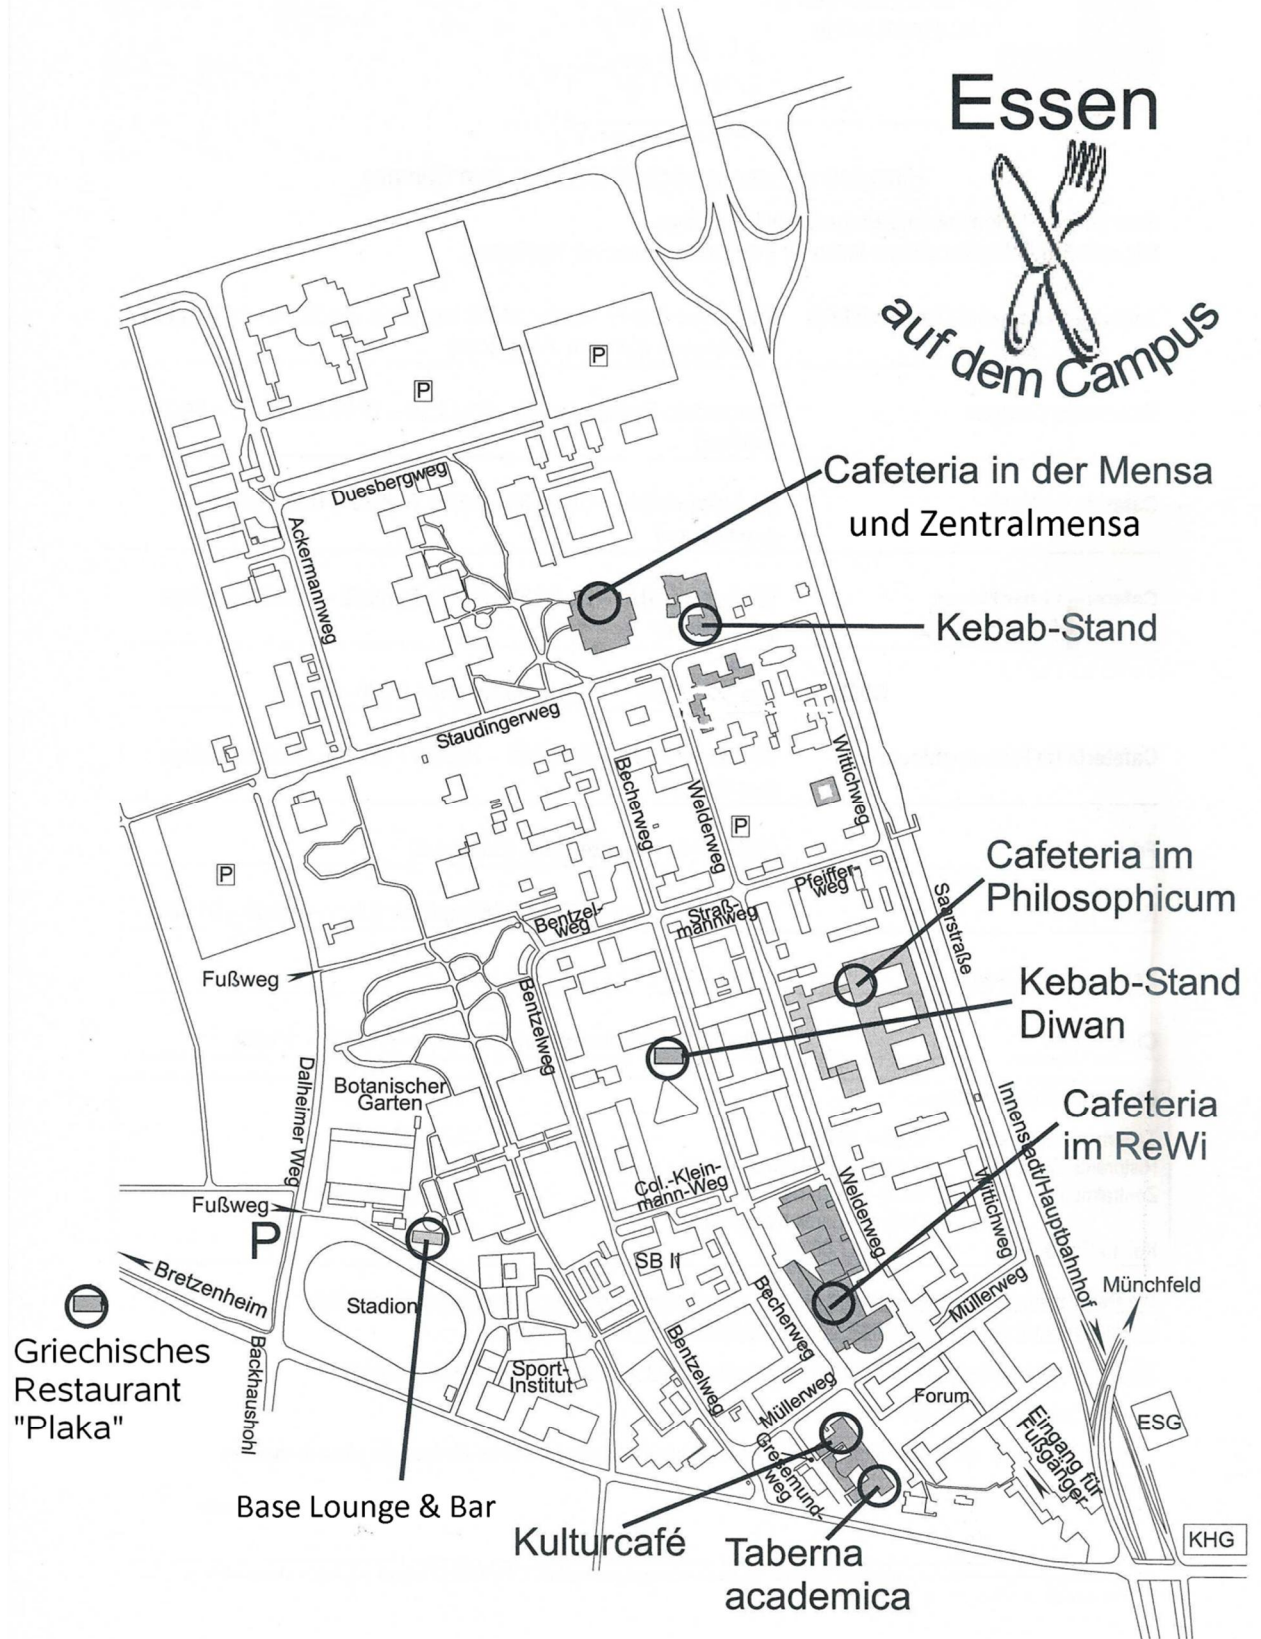 Essen
auf dem Campus
P
P
Cafeteria in der Mensa
und Zentralmensa
Duesbergweg
Ackermannweg
Kebab-Stand
Staudingerweg
Becherweg
Welderweg
Wittichweg
P
P
Cafeteria im
Philosophicum
Pfeiffer-
weg
Straß-
mannweg
Bentzel-
weg
Saarstraße
Fußweg
Bentzelweg
Kebab-Stand
Diwan
Dalheimer Weg
Botanischer
Garten
Cafeteria
im ReWi
Innenstadt/Hauptbahnhof
Col.-Klein-
mann-Weg
Welderweg
Wittichweg
Fußweg
P
SB II
Bretzenheim
Stadion
Becherweg
Müllerweg
Münchfeld
Griechisches
Restaurant
"Plaka"
Backhaushohl
Sport-
Institut
Bentzelweg
Müllerweg
Forum
Eingang für
Fußgänger
ESG
Gresemund-
weg
Base Lounge & Bar
Kulturcafé
Taberna
academica
KHG